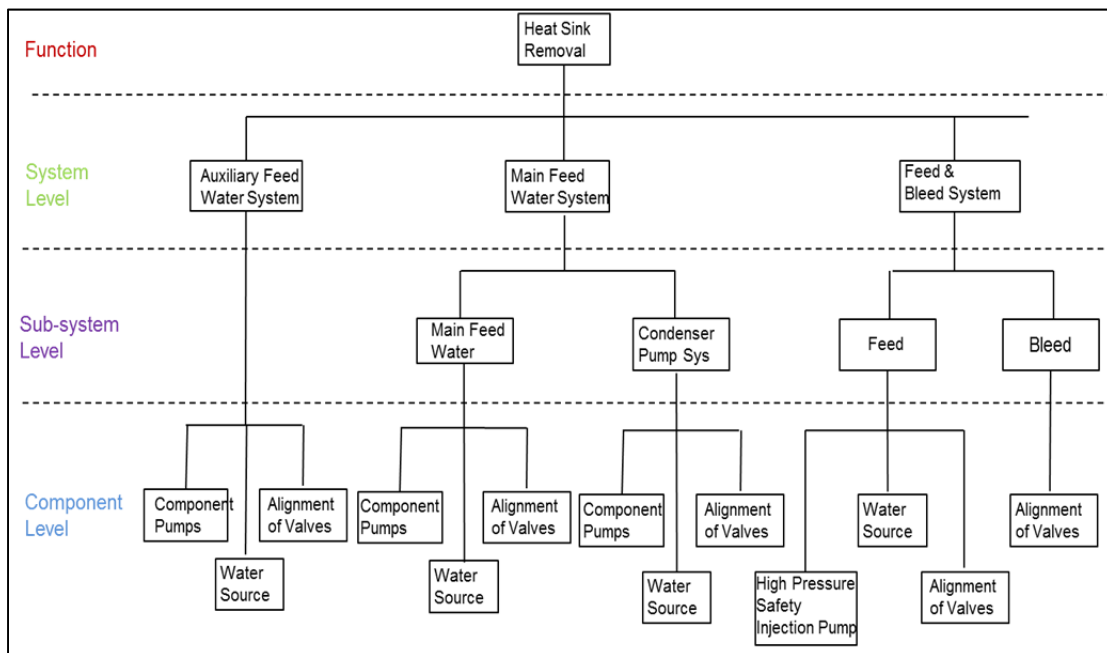 Function
Heat Sink
Removal
System
Level
Auxiliary Feed
Water System
Main Feed
Water System
Feed &
Bleed System
Sub-system
Level
Main Feed
Water
Condenser
Pump Sys
Feed
Bleed
Component
Level
Component
Pumps
Water
Source
Alignment
of Valves
Component
Pumps
Water
Source
Alignment
of Valves
Component
Pumps
Water
Source
Alignment
of Valves
High Pressure
Safety
Injection Pump
Water
Source
Alignment
of Valves
Alignment
of Valves